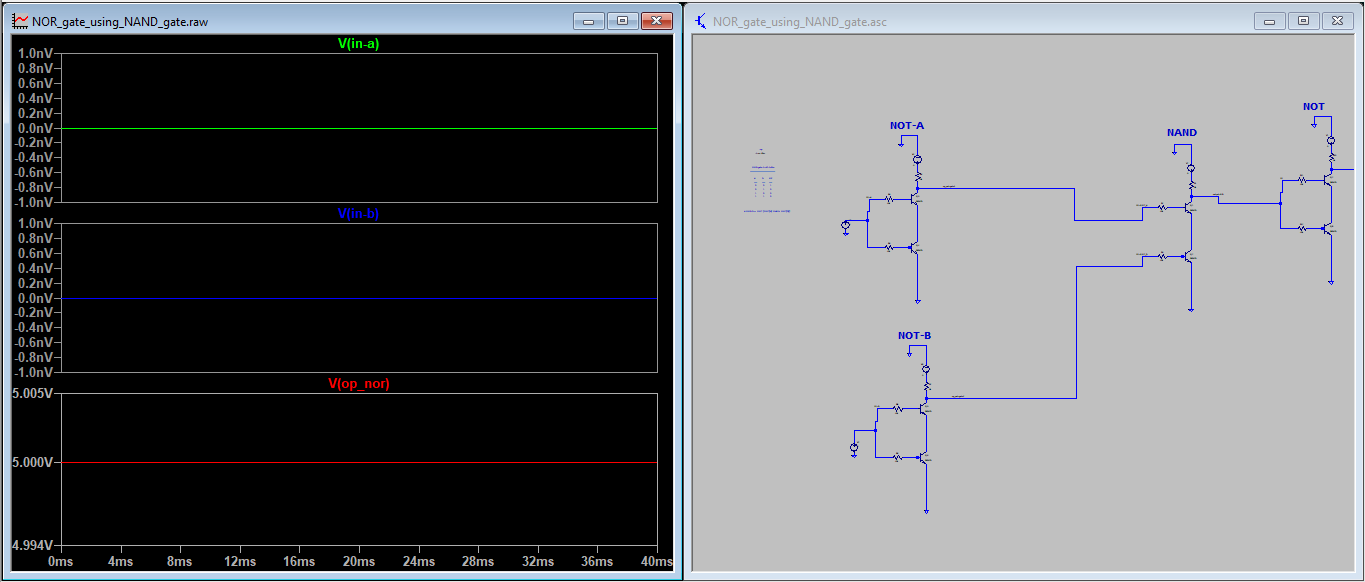 NOR_gate_using_NAND_gate.raw
V(in-a)
1.0nV
0.8nV
0.6nV
0.4nV
0.2nV
0.0nV
-0.2nV
-0.4nV
-0.6nV
-0.8nV
-1.0nV
V(in-b)
1.0nV
0.8nV
0.6nV
0.4nV
0.2nV
0.0nV
-0.2nV
-0.4nV
-0.6nV
-0.8nV
-1.0nV
V(op_nor)
5.005V
5.000V
4.994V
0ms 4ms 8ms 12ms 16ms 20ms 24ms 28ms 32ms 36ms 40ms
NOR_gate_using_NAND_gate.asc
NOT
NOT-A
NAND
NOT-B